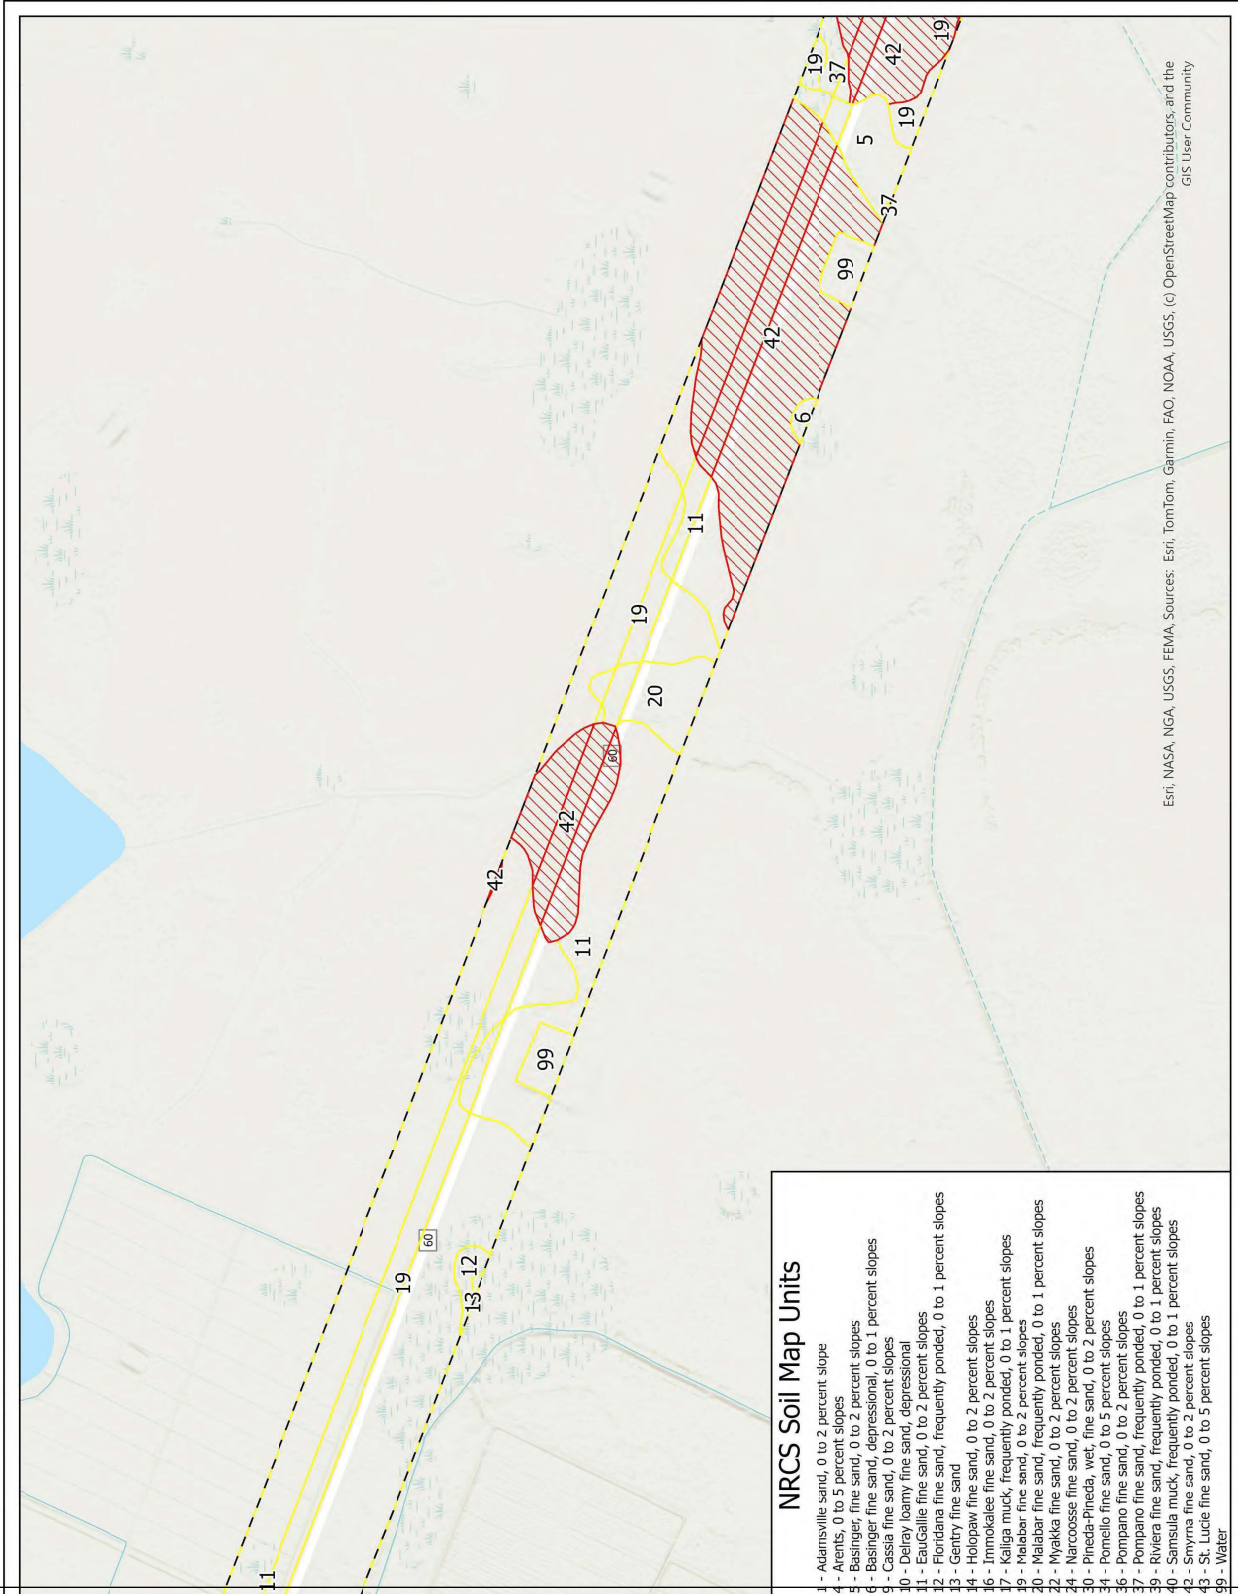 19
42
19
37
19
5
37
99
42
6
11
19
20
60
42
42
11
99
60
19
12
13
11
Esri, NASA, NGA, USGS, FEMA, Sources: Esri, TomTom, Garmin, FAO, NOAA, USGS, (c) OpenStreetMap contributors, and the
GIS User Community
NRCS Soil Map Units
1 - Adamsville sand, 0 to 2 percent slope
4 - Arents, 0 to 5 percent slopes
5 - Basinger, fine sand, 0 to 2 percent slopes
6 - Basinger fine sand, depressional, 0 to 1 percent slopes
9 - Cassia fine sand, 0 to 2 percent slopes
10 - Delray loamy fine sand, depressional
11 - EauGallie fine sand, 0 to 2 percent slopes
12 - Floridana fine sand, frequently ponded, 0 to 1 percent slopes
13 - Gentry fine sand
14 - Holopaw fine sand, 0 to 2 percent slopes
16 - Immokalee fine sand, 0 to 2 percent slopes
17 - Kaliga muck, frequently ponded, 0 to 1 percent slopes
19 - Malabar fine sand, 0 to 2 percent slopes
20 - Malabar fine sand, frequently ponded, 0 to 1 percent slopes
22 - Myakka fine sand, 0 to 2 percent slopes
24 - Narcoosse fine sand, 0 to 2 percent slopes
30 - Pineda-Pineda, wet, fine sand, 0 to 2 percent slopes
34 - Pomello fine sand, 0 to 5 percent slopes
36 - Pompano fine sand, 0 to 2 percent slopes
37 - Pompano fine sand, frequently ponded, 0 to 1 percent slopes
39 - Riviera fine sand, frequently ponded, 0 to 1 percent slopes
40 - Samsula muck, frequently ponded, 0 to 1 percent slopes
42 - Smyrna fine sand, 0 to 2 percent slopes
43 - St. Lucie fine sand, 0 to 5 percent slopes
99 - Water